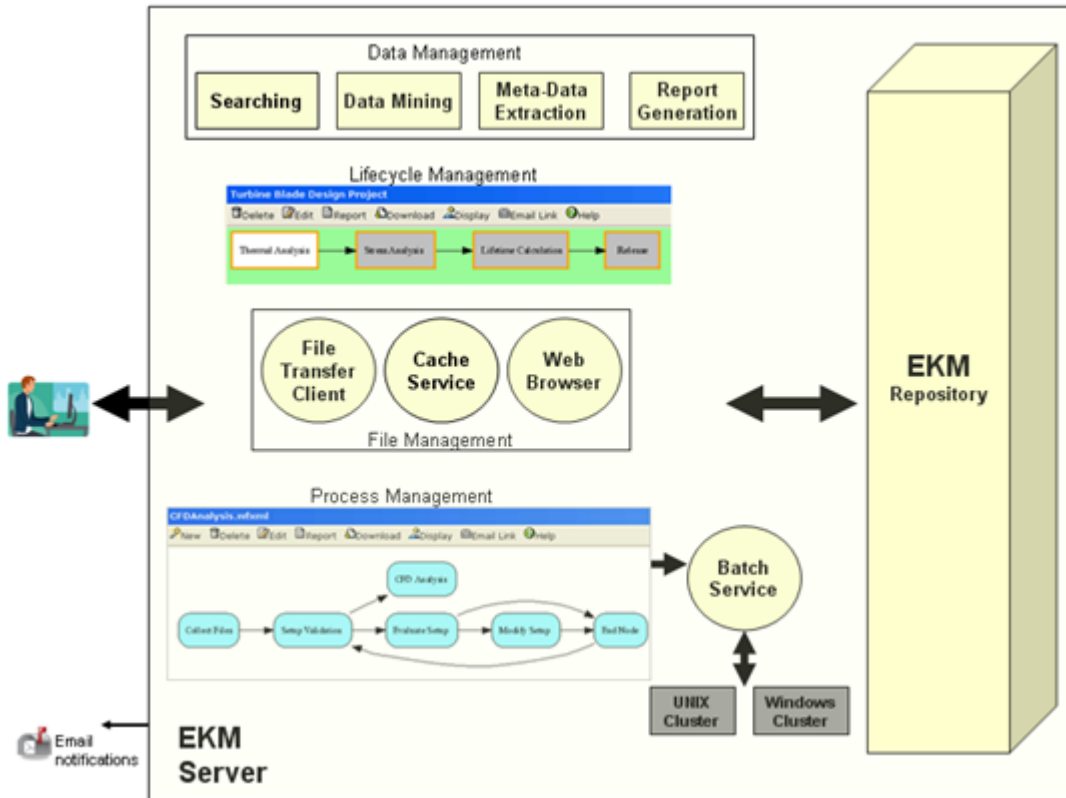 Data Management
Searching
Data Mining
Meta-Data
Extraction
Report
Generation
Lifecycle Management
Turbine Blade Design Project
Delete Edit Report Download Display Email Link Help
Thermal Analysis
Stress Analysis
Lifetime Calculation
Release
File
Transfer
Client
Cache
Service
Web
Browser
File Management
EKM
Repository
Process Management
CFDAnalysis.wfxml
New Delete Edit Report Download Display Email Link Help
CFD Analysis
Collect Files
Setup Validation
Evaluate Setup
Modify Setup
End Node
Batch
Service
UNIX
Cluster
Windows
Cluster
Email
notifications
EKM
Server